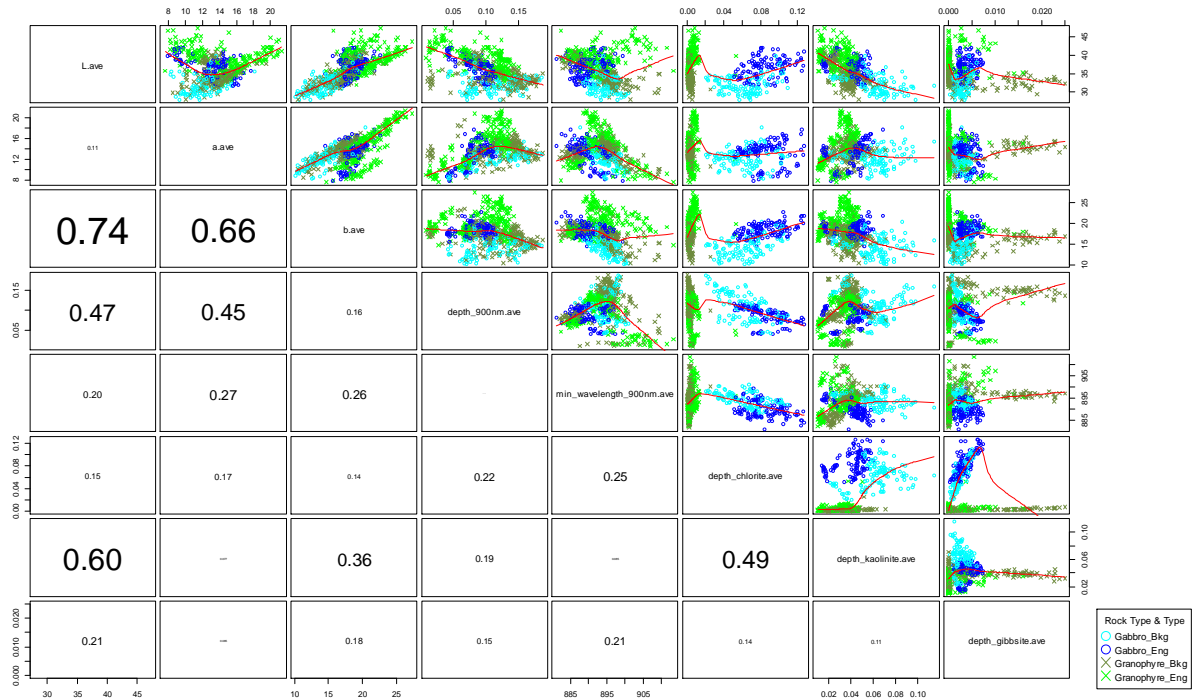 8 10 12 14 16 18 20
0.05 0.10 0.15
0.00 0.04 0.08 0.12
0.000 0.010 0.020
L.ave
30 35 40 45
8 12 16 20
0.11
a.ave
0.74
0.66
b.ave
10 15 20 25
0.05 0.15
0.47
0.45
0.16
depth_900nm.ave
0.20
0.27
0.26
min_wavelength_900nm.ave
885 895 905
0.00 0.04 0.08 0.12
0.15
0.17
0.14
0.22
0.25
depth_chlorite.ave
0.60
0.36
0.19
0.49
depth_kaolinite.ave
0.02 0.06 0.10
0.000 0.010 0.020
0.21
0.18
0.15
0.21
0.14
0.11
depth_gibbsite.ave
30 35 40 45
10 15 20 25
885 895 905
0.02 0.04 0.06 0.08 0.10
Rock Type & Type
Gabbro_Bkg
Gabbro_Eng
Granophyre_Bkg
Granophyre_Eng